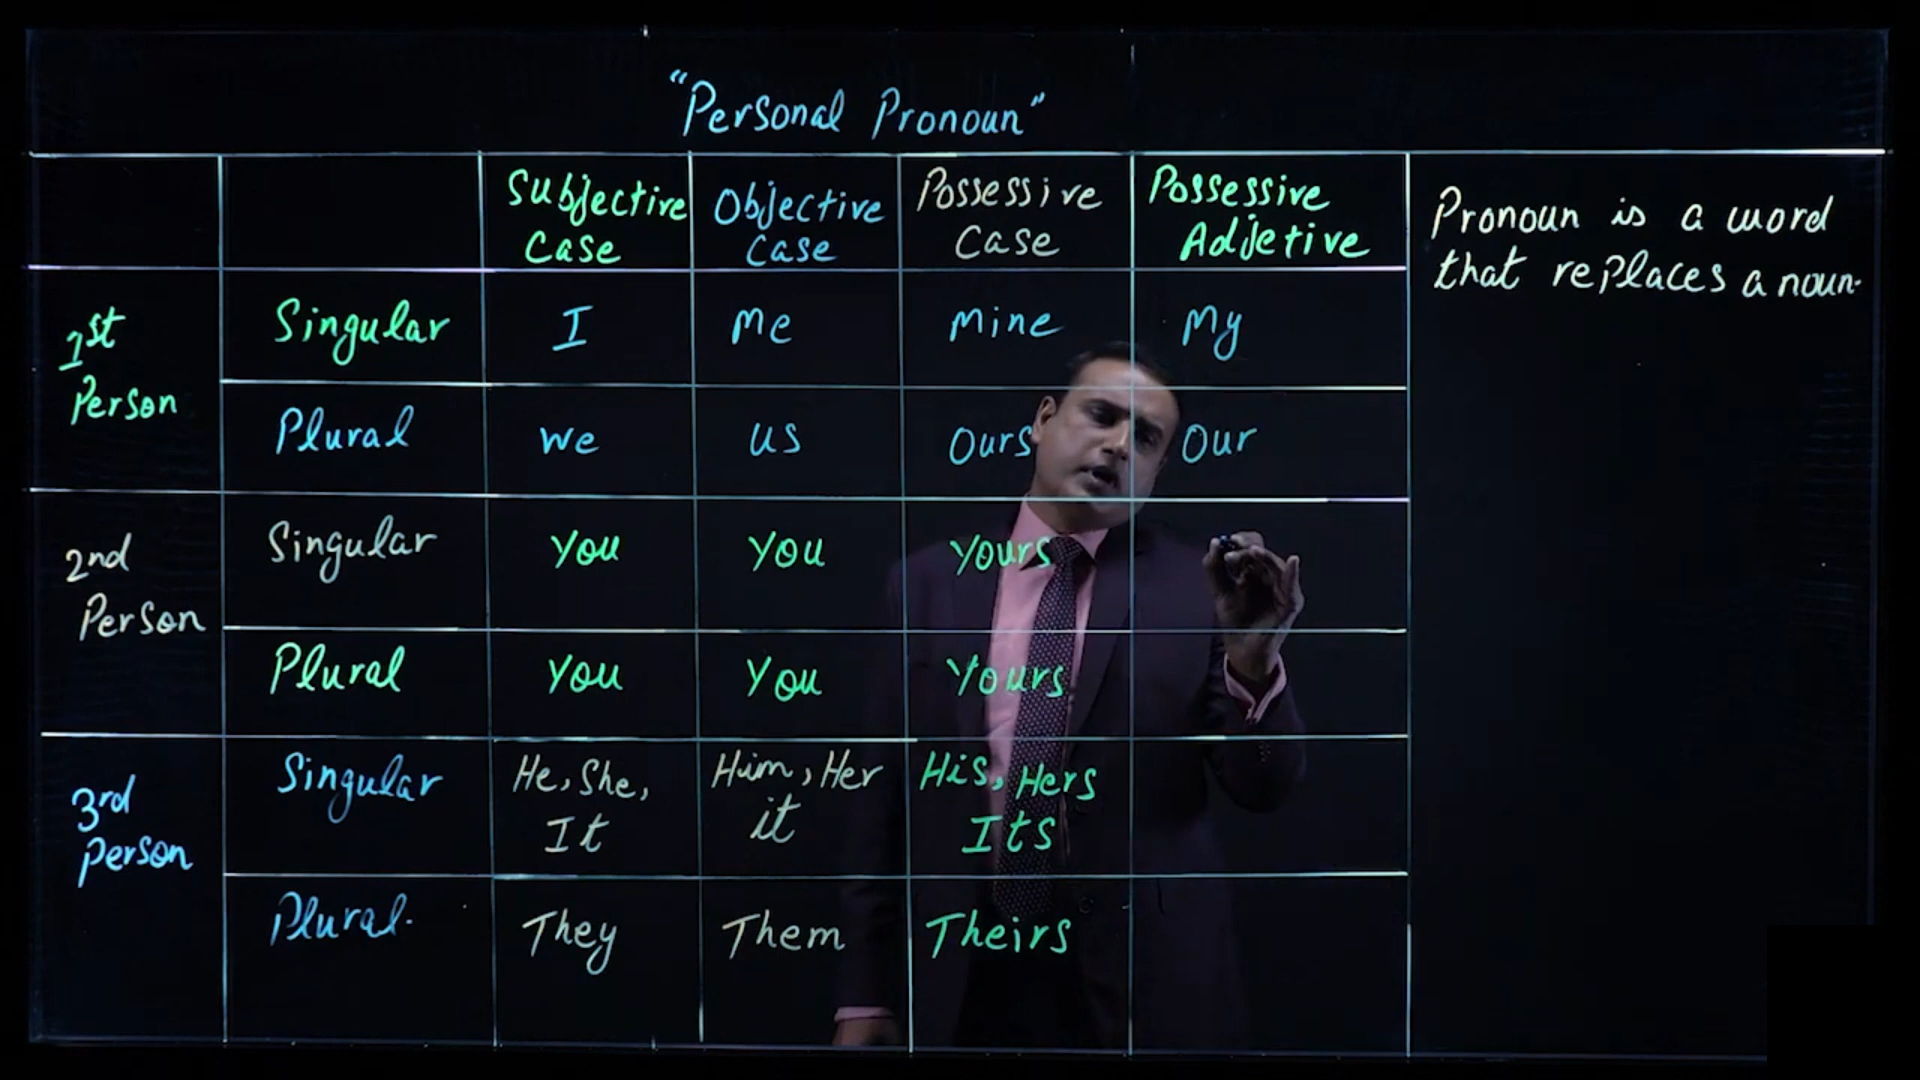 "Personal Pronoun"
Subjective Case
Objective Case
Possessive Case
Possessive Adjetive
Pronoun is a word
that replaces a noun.
1st Person
Singular I Me Mine My
Plural We us Ours Our
2nd Person
Singular You You Yours
Plural You You Yours
3rd Person
Singular He, She, It Him, Her it His, Hers Its
Plural. They Them Theirs